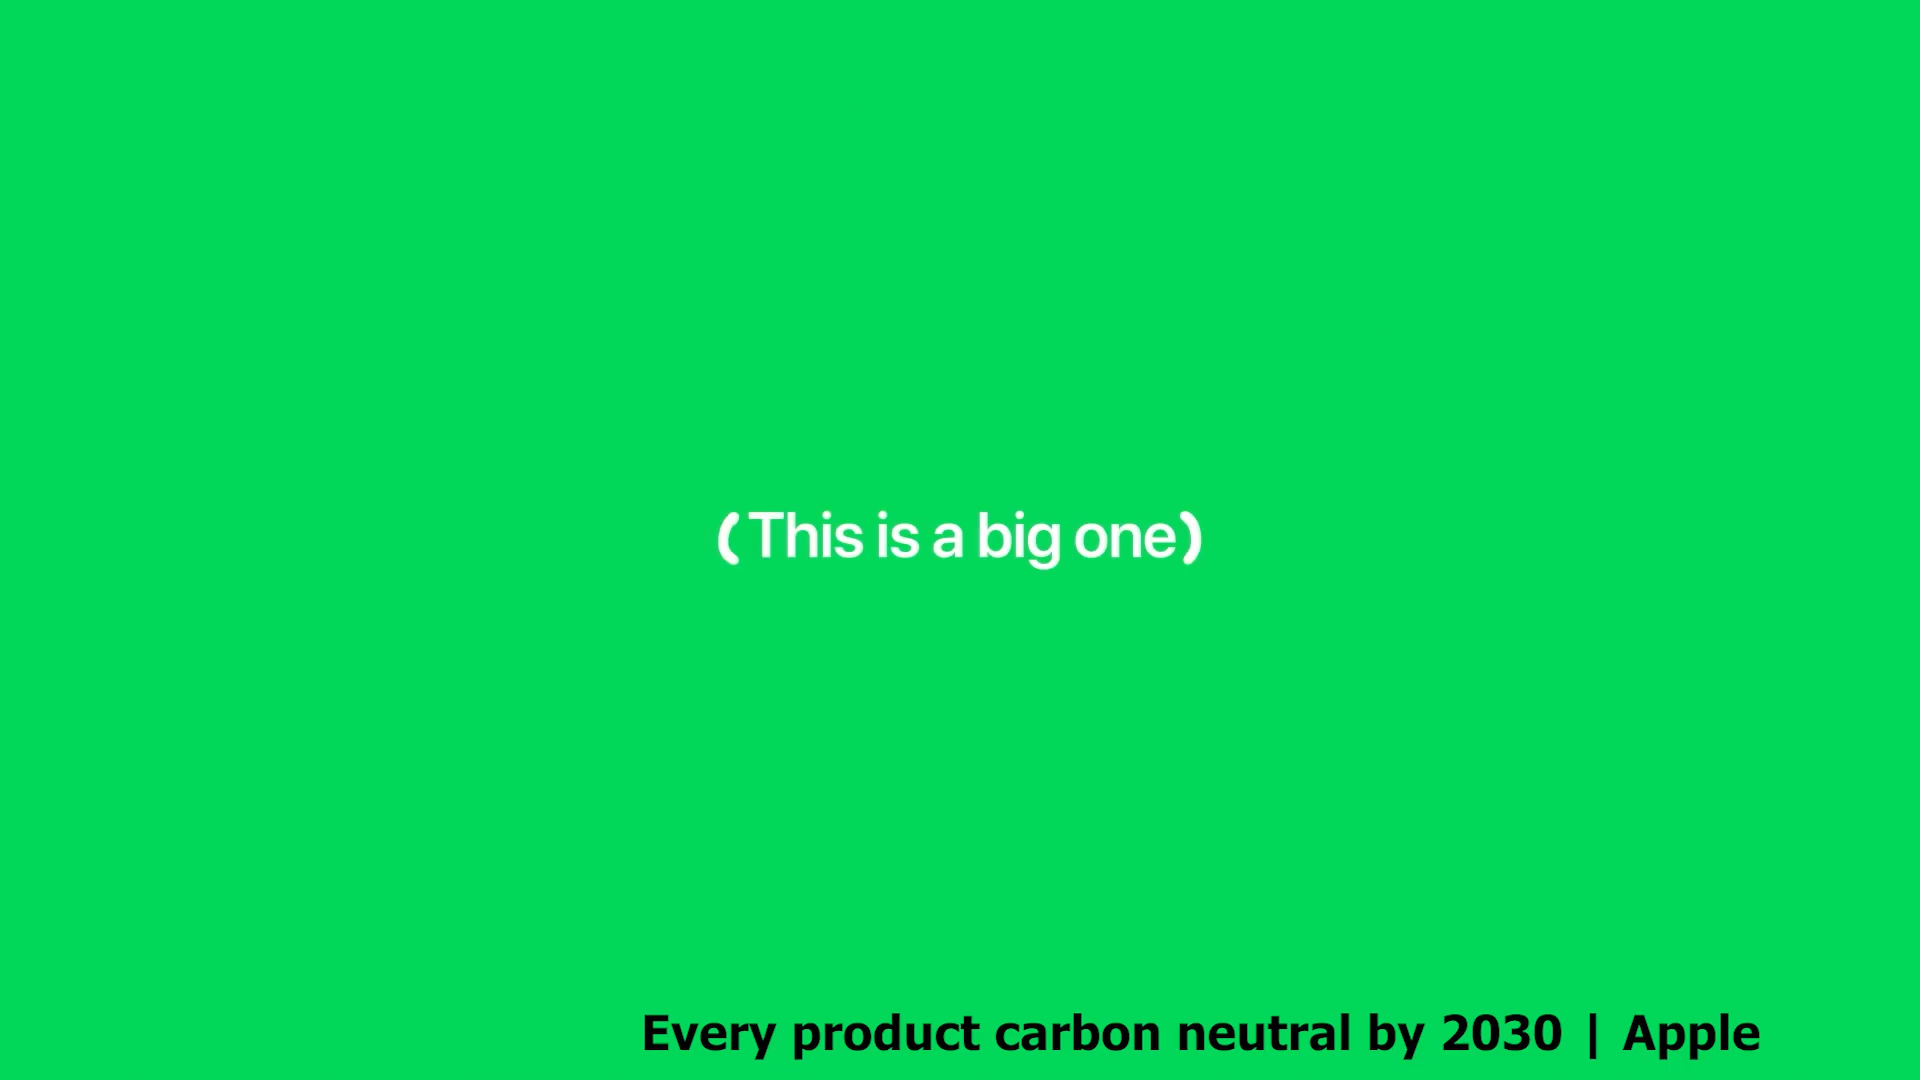 (This is a big one)
Every product carbon neutral by 2030 | Apple